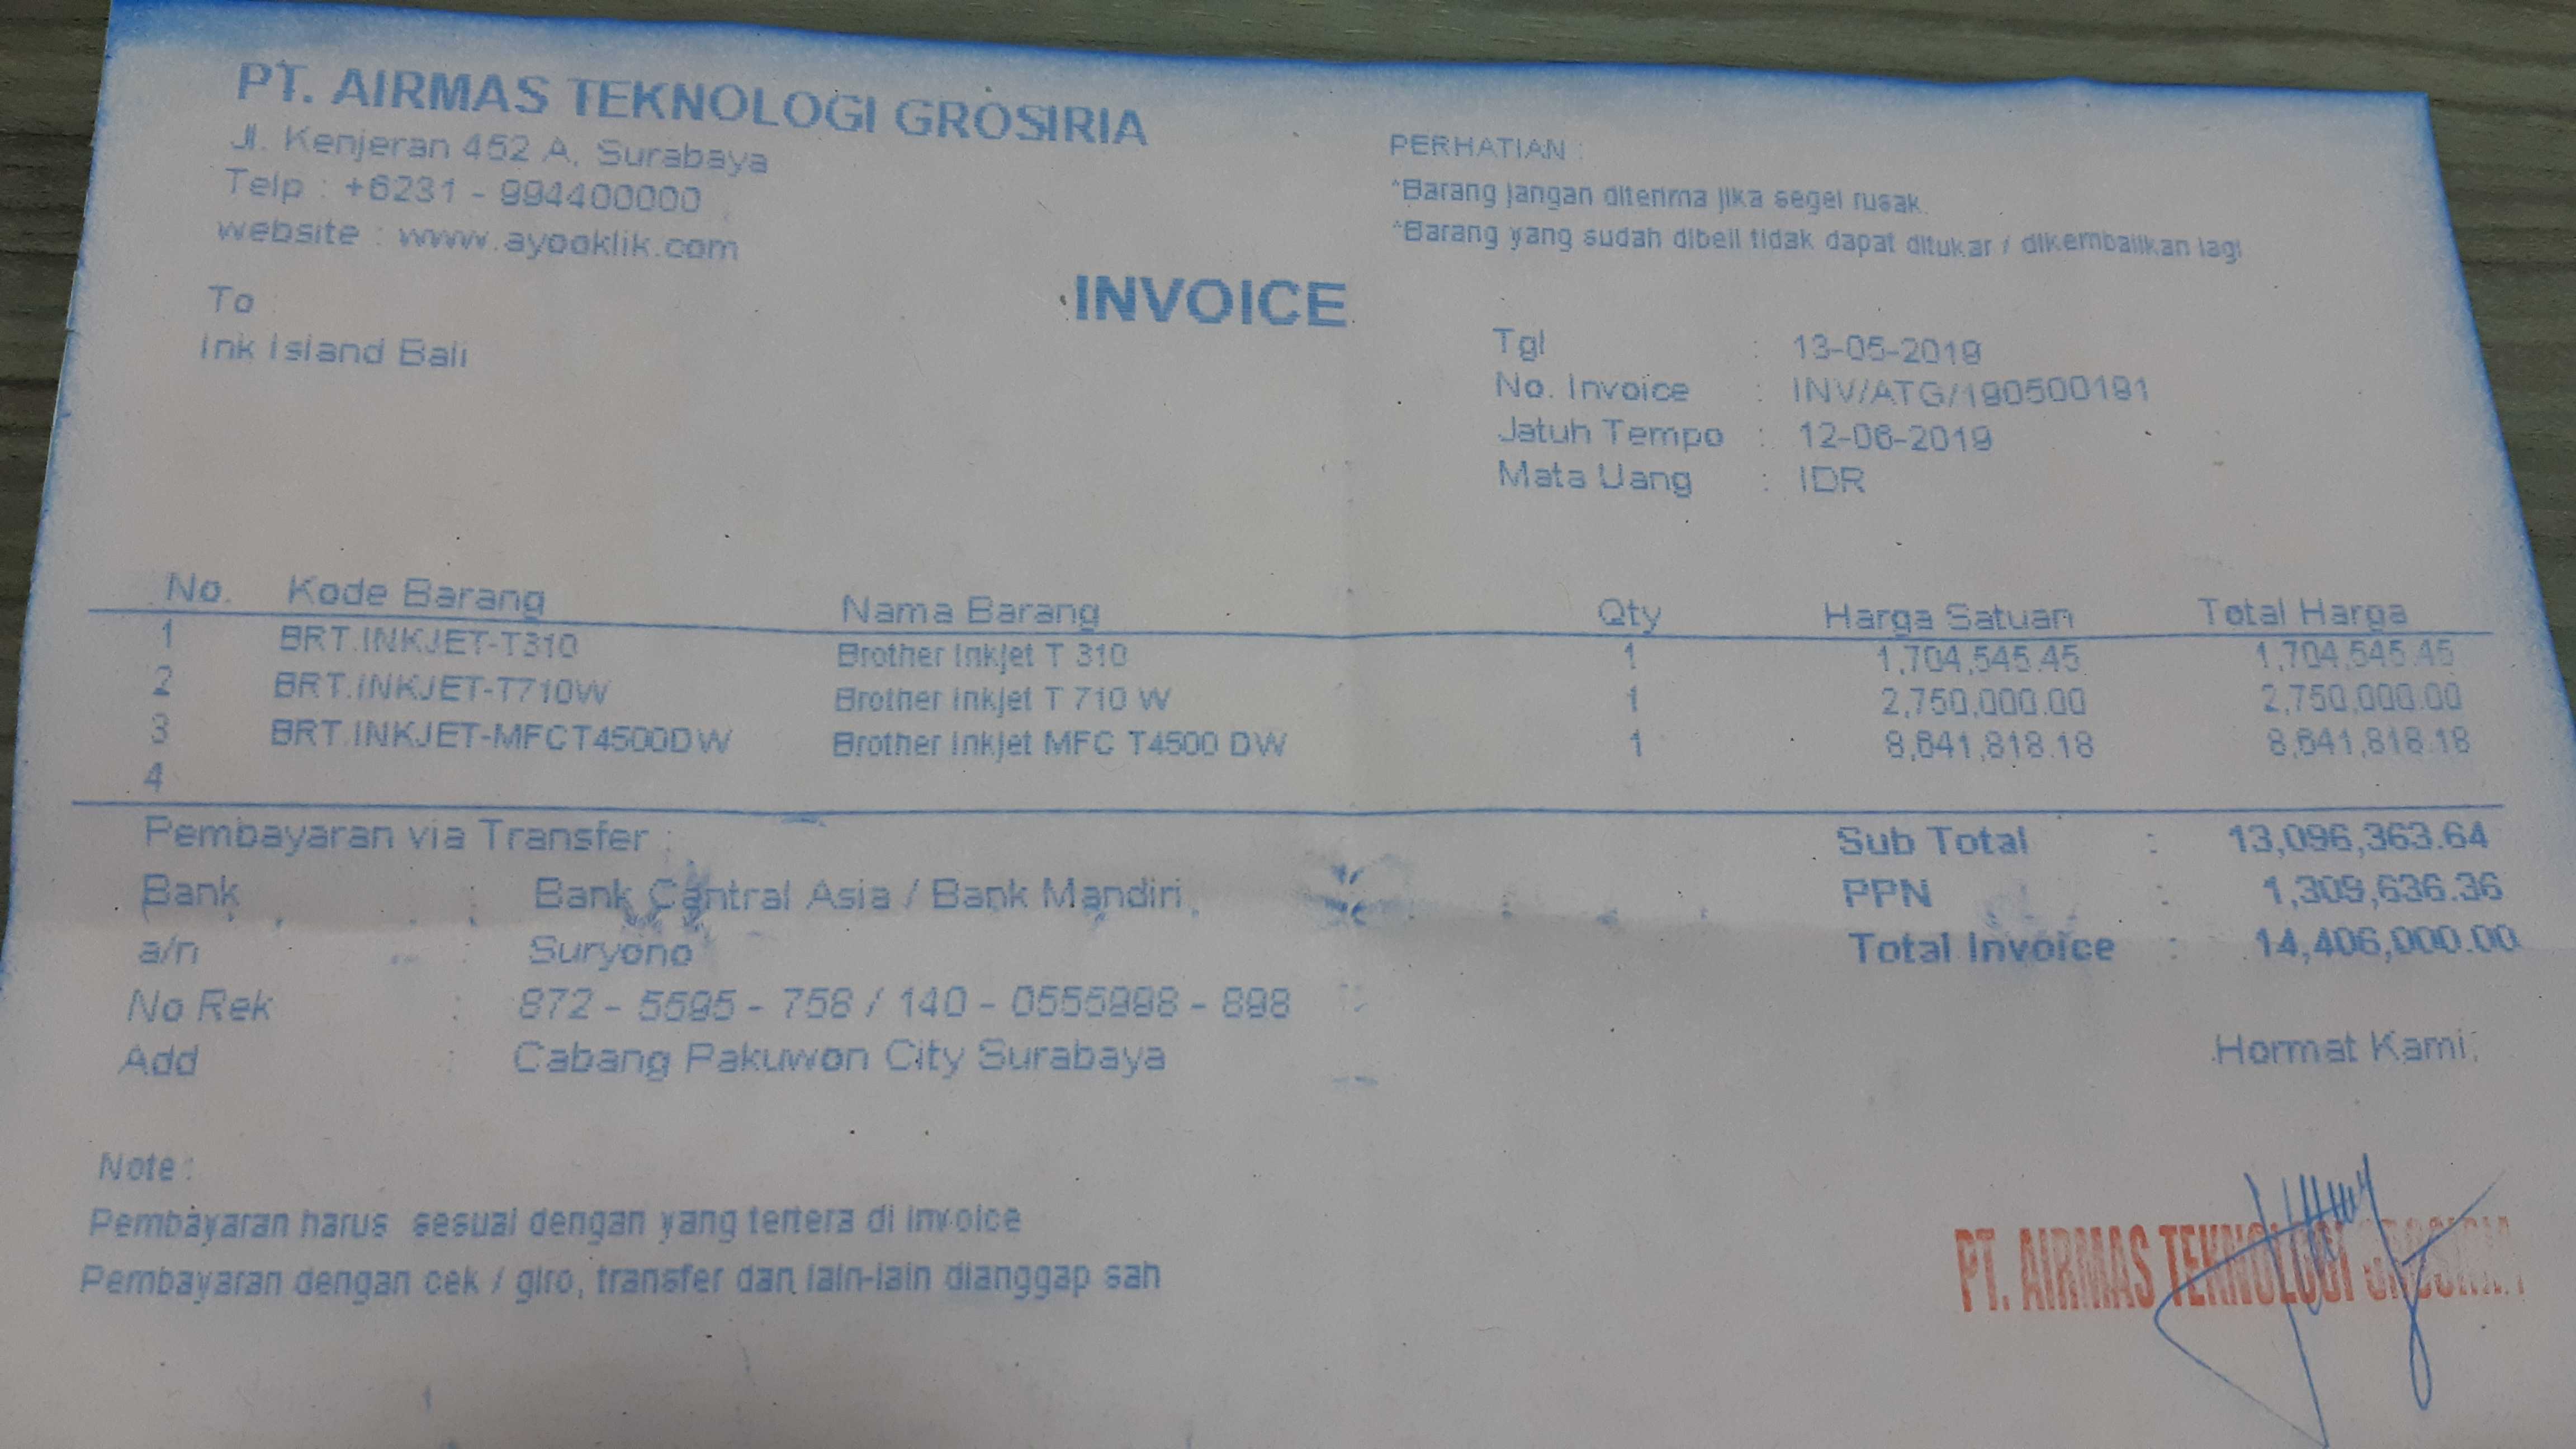 PT. AIRMAS TEKNOLOGI GROSIRIA
Jl. Kenjeran 452 A, Surabaya
Telp : +6231 - 994400000
website : www.ayooklik.com
PERHATIAN :
*Barang jangan diterima jika segel rusak.
*Barang yang sudah dibeli tidak dapat ditukar / dikembalikan lagi
INVOICE
To
Ink Island Bali
Tgl : 13-05-2019
No. Invoice : INV/ATG/190500191
Jatuh Tempo : 12-06-2019
Mata Uang : IDR
No. Kode Barang Nama Barang Qty Harga Satuan Total Harga
1 BRT.INKJET-T310 Brother Inkjet T 310 1 1,704,545.45 1,704,545.45
2 BRT.INKJET-T710W Brother Inkjet T 710 W 1 2,750,000.00 2,750,000.00
3 BRT.INKJET-MFCT4500DW Brother Inkjet MFC T4500 DW 1 8,641,818.18 8,641,818.18
4
Pembayaran via Transfer :
Bank : Bank Cantral Asia / Bank Mandiri
a/n : Suryono
No Rek : 872 - 5595 - 758 / 140 - 0555998 - 898
Add : Cabang Pakuwon City Surabaya
Sub Total : 13,096,363.64
PPN : 1,309,636.36
Total Invoice : 14,406,000.00
Hormat Kami,
Note :
Pembayaran harus sesuai dengan yang tertera di invoice
Pembayaran dengan cek / giro, transfer dan lain-lain dianggap sah
PT. AIRMAS TEKNOLOGI GROSIRIA